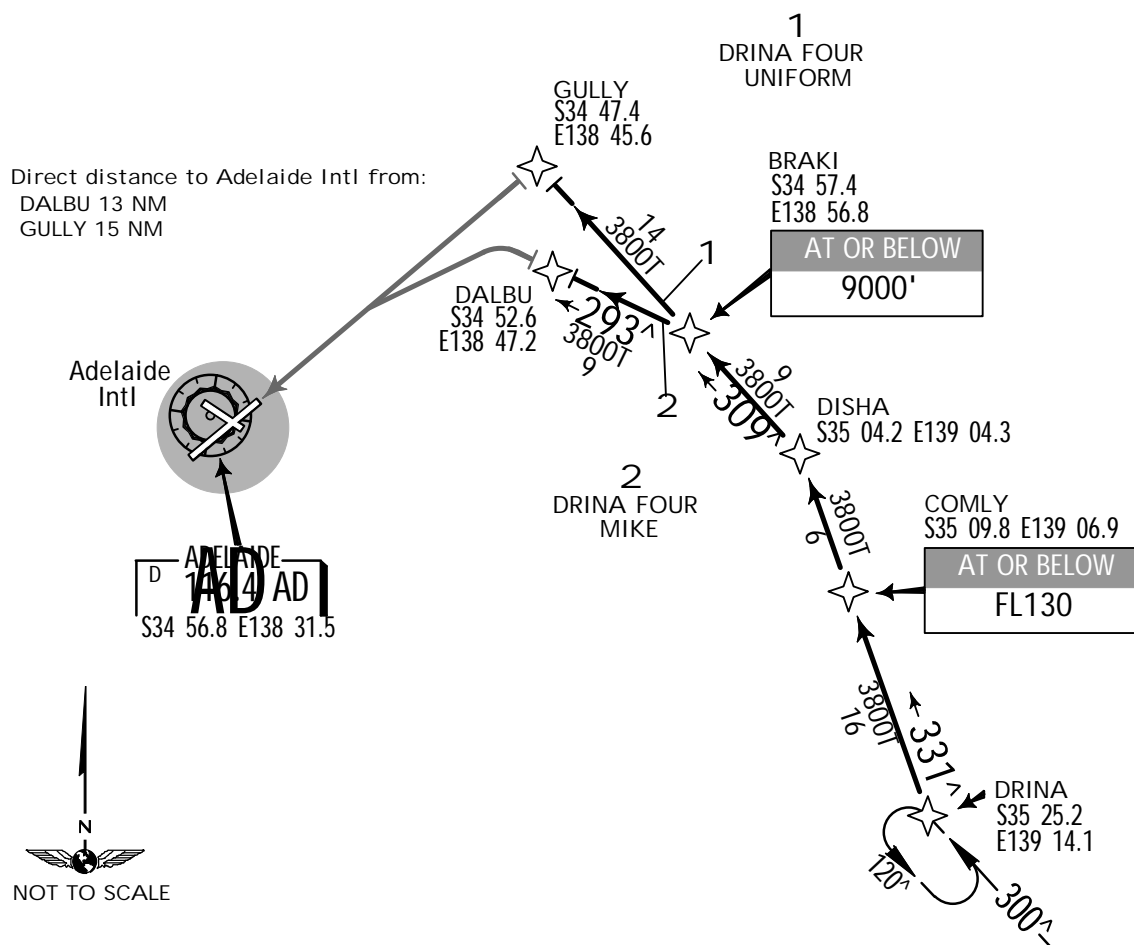 1
DRINA FOUR
UNIFORM
GULLY
S34 47.4
E138 45.6
BRAKI
S34 57.4
E138 56.8
AT OR BELOW
9000'
Direct distance to Adelaide Intl from:
DALBU 13 NM
GULLY 15 NM
14
3800T
1
DALBU
S34 52.6
E138 47.2
293^
3800T
9
2
9
3800T
309^
DISHA
S35 04.2 E139 04.3
Adelaide
Intl
2
DRINA FOUR
MIKE
3800T
6
COMLY
S35 09.8 E139 06.9
AT OR BELOW
FL130
ADELAIDE
D
116.4 AD
AD
S34 56.8 E138 31.5
3800T
16
331^
DRINA
S35 25.2
E139 14.1
120^
300^
N
NOT TO SCALE